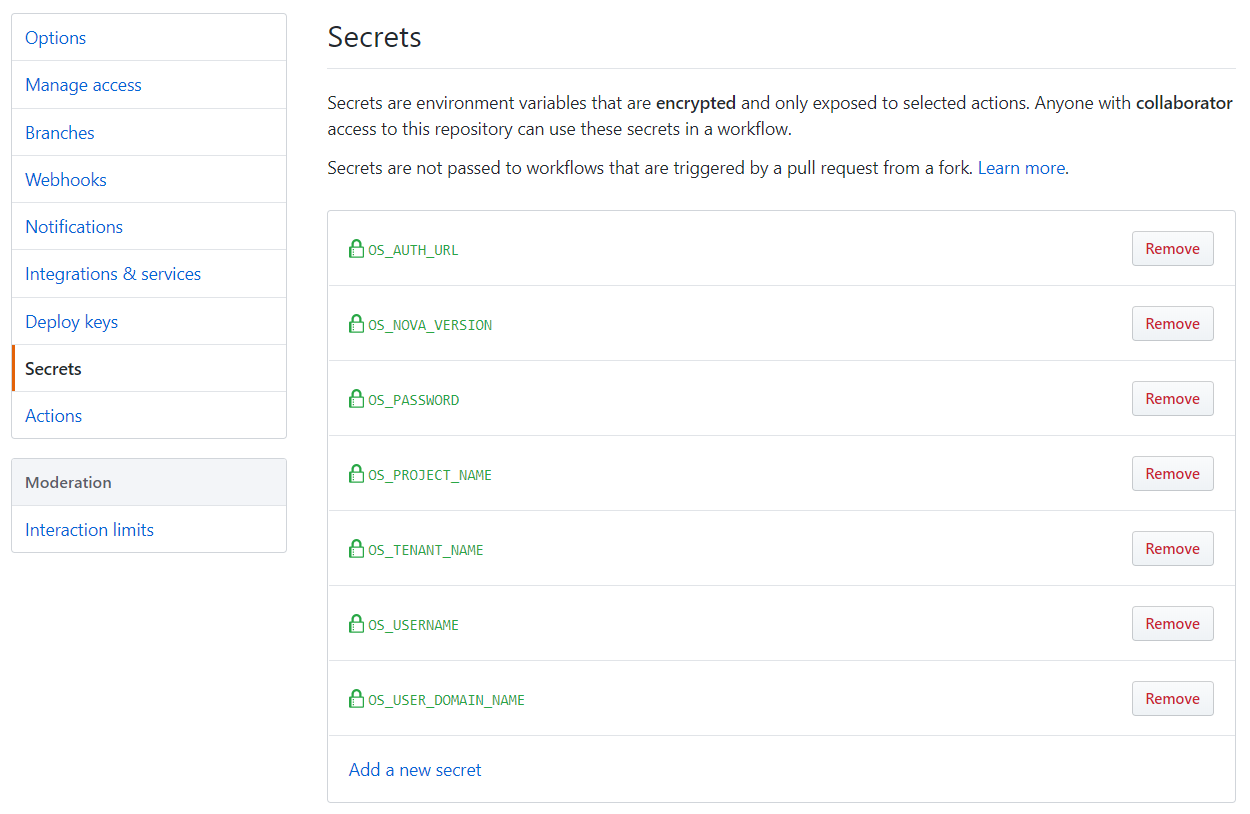 Options
Manage access
Branches
Webhooks
Notifications
Integrations & services
Deploy keys
Secrets
Actions
Moderation
Interaction limits
Secrets
Secrets are environment variables that are encrypted and only exposed to selected actions. Anyone with collaborator
access to this repository can use these secrets in a workflow.
Secrets are not passed to workflows that are triggered by a pull request from a fork. Learn more.
OS_AUTH_URL Remove
OS_NOVA_VERSION Remove
OS_PASSWORD Remove
OS_PROJECT_NAME Remove
OS_TENANT_NAME Remove
OS_USERNAME Remove
OS_USER_DOMAIN_NAME Remove
Add a new secret